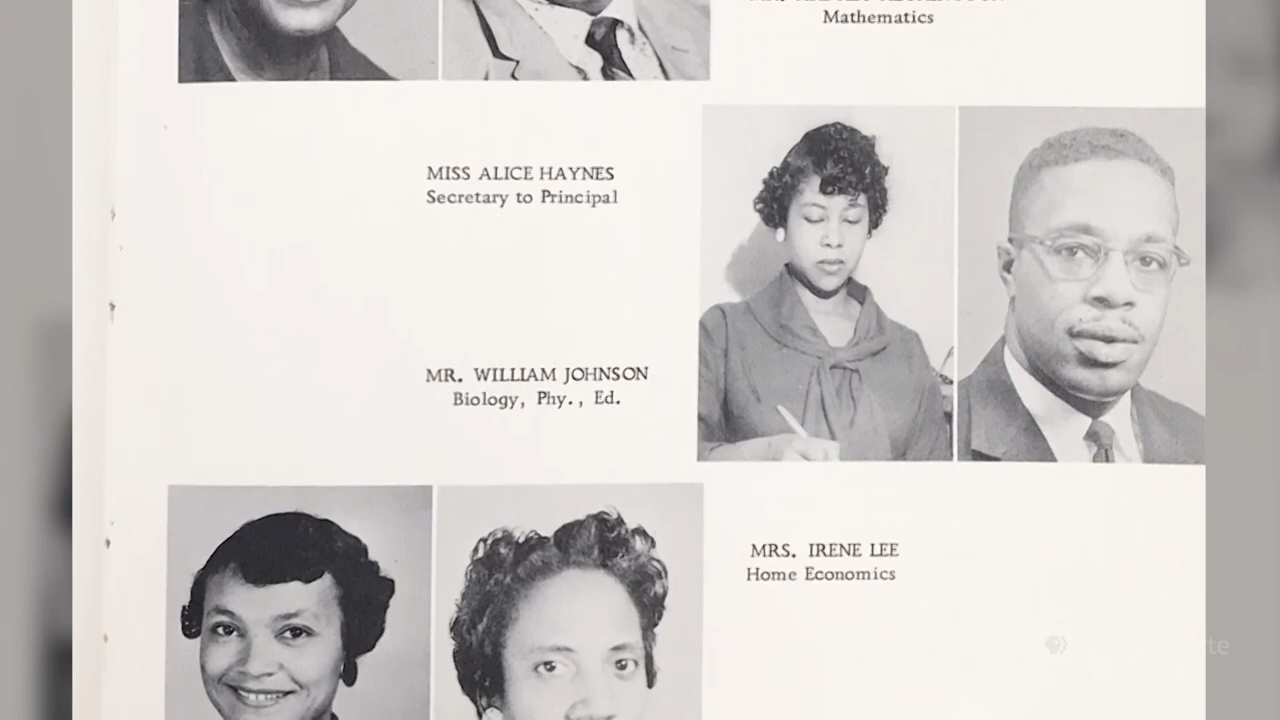 Mathematics
MISS ALICE HAYNES
Secretary to Principal
MR. WILLIAM JOHNSON
Biology, Phy., Ed.
MRS. IRENE LEE
Home Economics